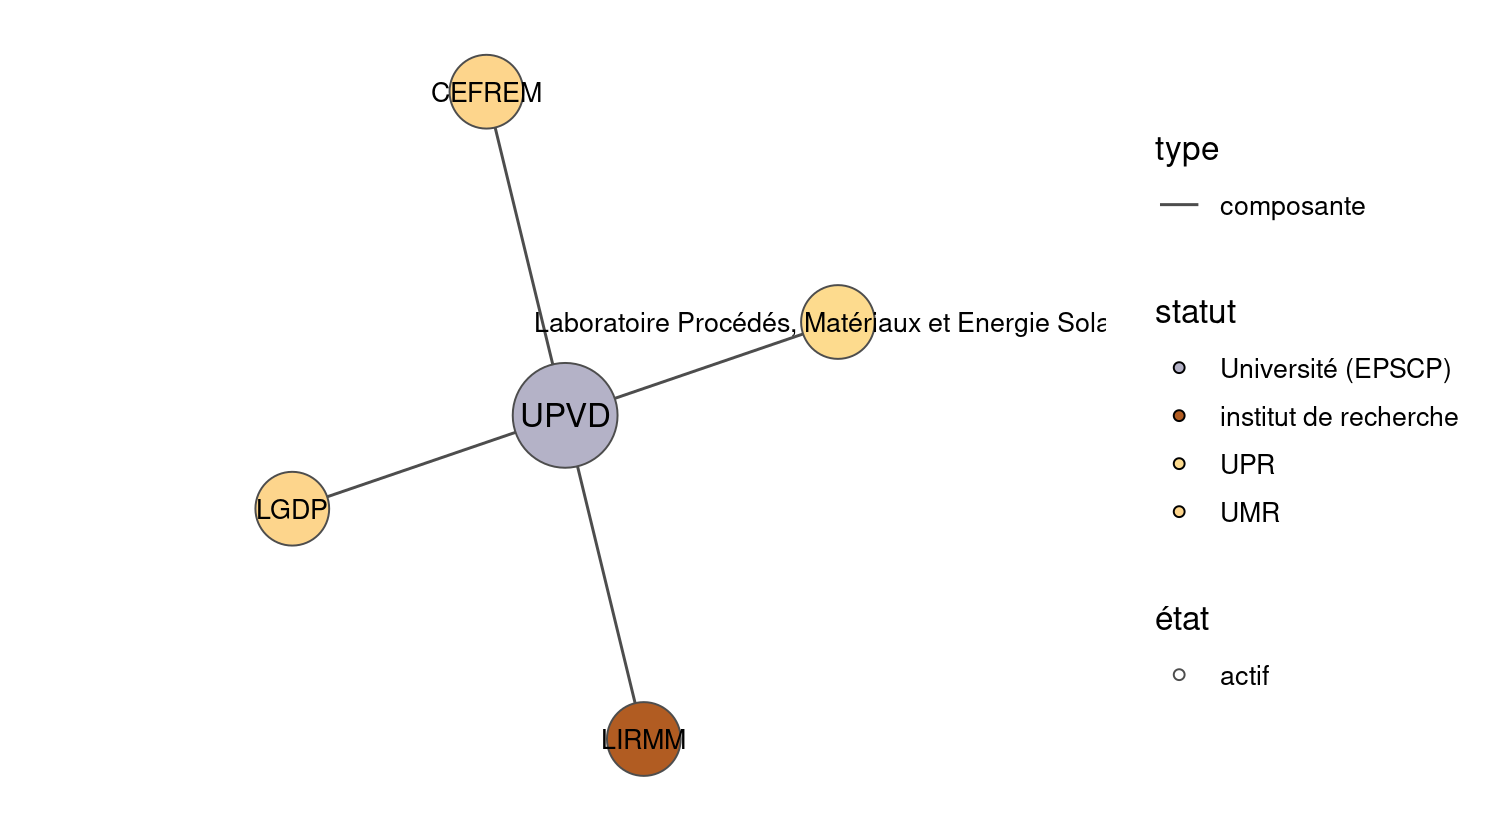 CEFREM
Laboratoire Procédés, Matériaux et Energie Sola
UPVD
LGDP
LIRMM
type
composante
statut
Université (EPSCP)
institut de recherche
UPR
UMR
état
actif